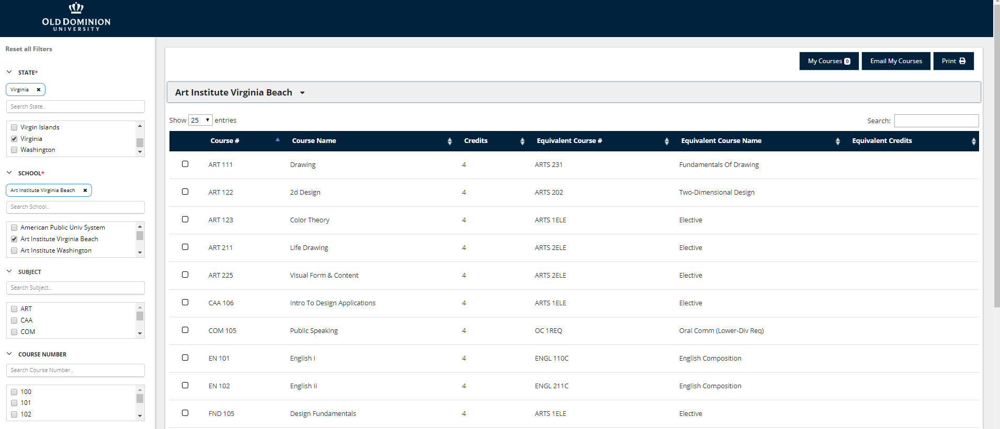 OLD DOMINION
UNIVERSITY
Reset all Filters
STATE*
Virginia ×
Search State..
Virgin Islands
Virginia
Washington
SCHOOL*
Art Institute Virginia Beach ×
Search School..
American Public Univ System
Art Institute Virginia Beach
Art Institute Washington
SUBJECT
Search Subject..
ART
CAA
COM
COURSE NUMBER
Search Course Number..
100
101
102
My Courses 0 Email My Courses Print
Art Institute Virginia Beach
Show 25 entries Search:
Course # Course Name Credits Equivalent Course # Equivalent Course Name Equivalent Credits
ART 111 Drawing 4 ARTS 231 Fundamentals Of Drawing
ART 122 2d Design 4 ARTS 202 Two-Dimensional Design
ART 123 Color Theory 4 ARTS 1ELE Elective
ART 211 Life Drawing 4 ARTS 2ELE Elective
ART 225 Visual Form & Content 4 ARTS 2ELE Elective
CAA 106 Intro To Design Applications 4 ARTS 1ELE Elective
COM 105 Public Speaking 4 OC 1REQ Oral Comm (Lower-Div Req)
EN 101 English I 4 ENGL 110C English Composition
EN 102 English Ii 4 ENGL 211C English Composition
FND 105 Design Fundamentals 4 ARTS 1ELE Elective